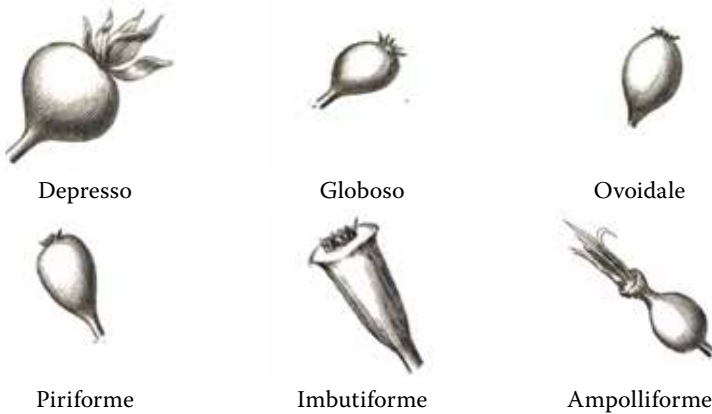 Depresso
Globoso
Ovoidale
Piriforme
Imbutiforme
Ampolliforme